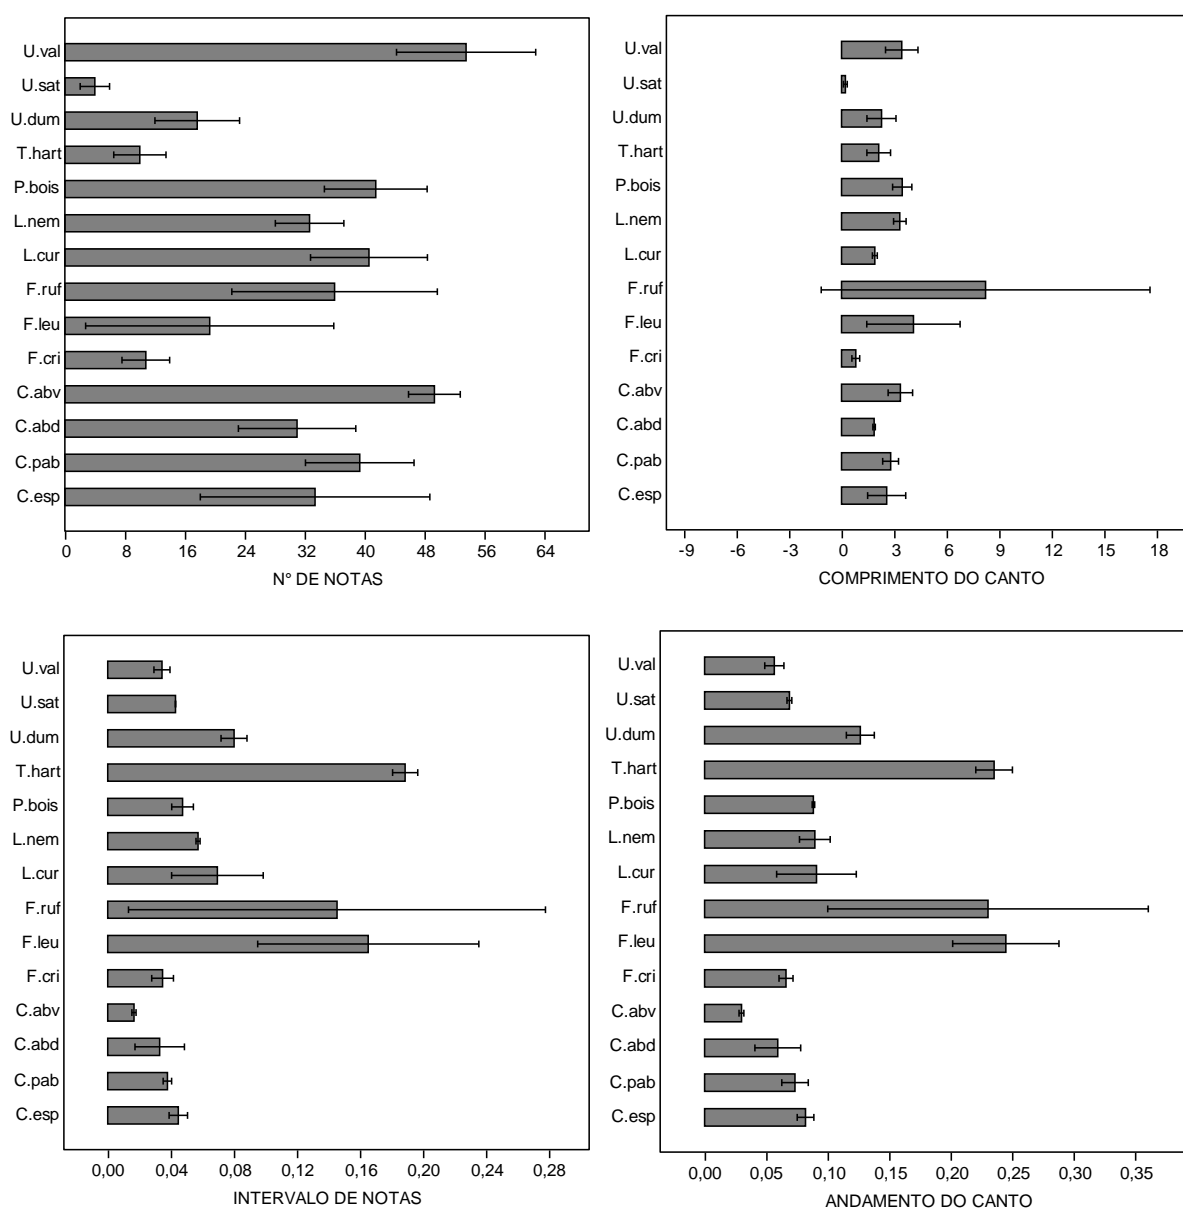 U.val
U.sat
U.dum
T.hart
P.bois
L.nem
L.cur
F.ruf
F.leu
F.cri
C.abv
C.abd
C.pab
C.esp
0 8 16 24 32 40 48 56 64
N° DE NOTAS
U.val
U.sat
U.dum
T.hart
P.bois
L.nem
L.cur
F.ruf
F.leu
F.cri
C.abv
C.abd
C.pab
C.esp
-9 -6 -3 0 3 6 9 12 15 18
COMPRIMENTO DO CANTO
U.val
U.sat
U.dum
T.hart
P.bois
L.nem
L.cur
F.ruf
F.leu
F.cri
C.abv
C.abd
C.pab
C.esp
0,00 0,04 0,08 0,12 0,16 0,20 0,24 0,28
INTERVALO DE NOTAS
U.val
U.sat
U.dum
T.hart
P.bois
L.nem
L.cur
F.ruf
F.leu
F.cri
C.abv
C.abd
C.pab
C.esp
0,00 0,05 0,10 0,15 0,20 0,25 0,30 0,35
ANDAMENTO DO CANTO